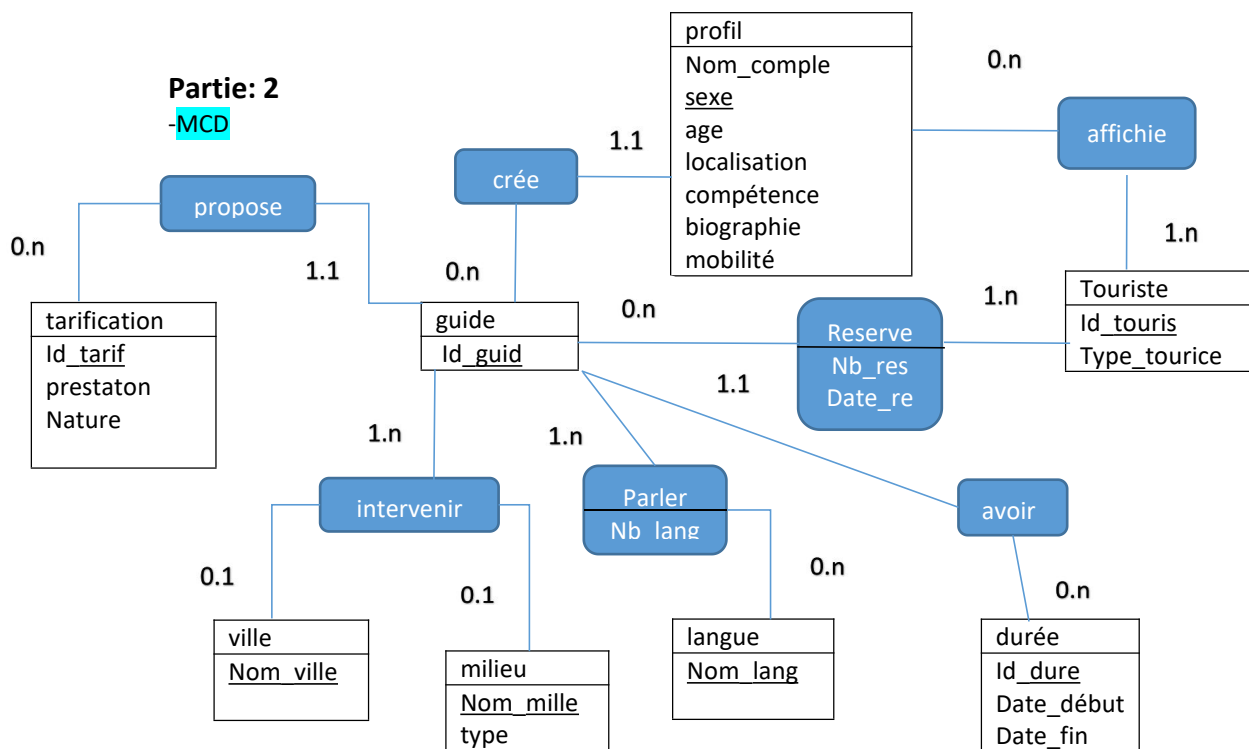 Partie: 2
-MCD
profil
Nom_comple
sexe
age
localisation
compétence
biographie
mobilité
0.n
affichie
1.1
crée
propose
0.n
1.1
0.n
1.n
tarification
Id_tarif
prestaton
Nature
guide
Id_guid
0.n
Reserve
Nb_res
Date_re
1.n
Touriste
Id_touris
Type_tourice
1.1
1.n
1.n
intervenir
Parler
Nb_lang
avoir
0.1
0.1
0.n
0.n
ville
Nom_ville
milieu
Nom_mille
type
langue
Nom_lang
durée
Id_dure
Date_début
Date_fin